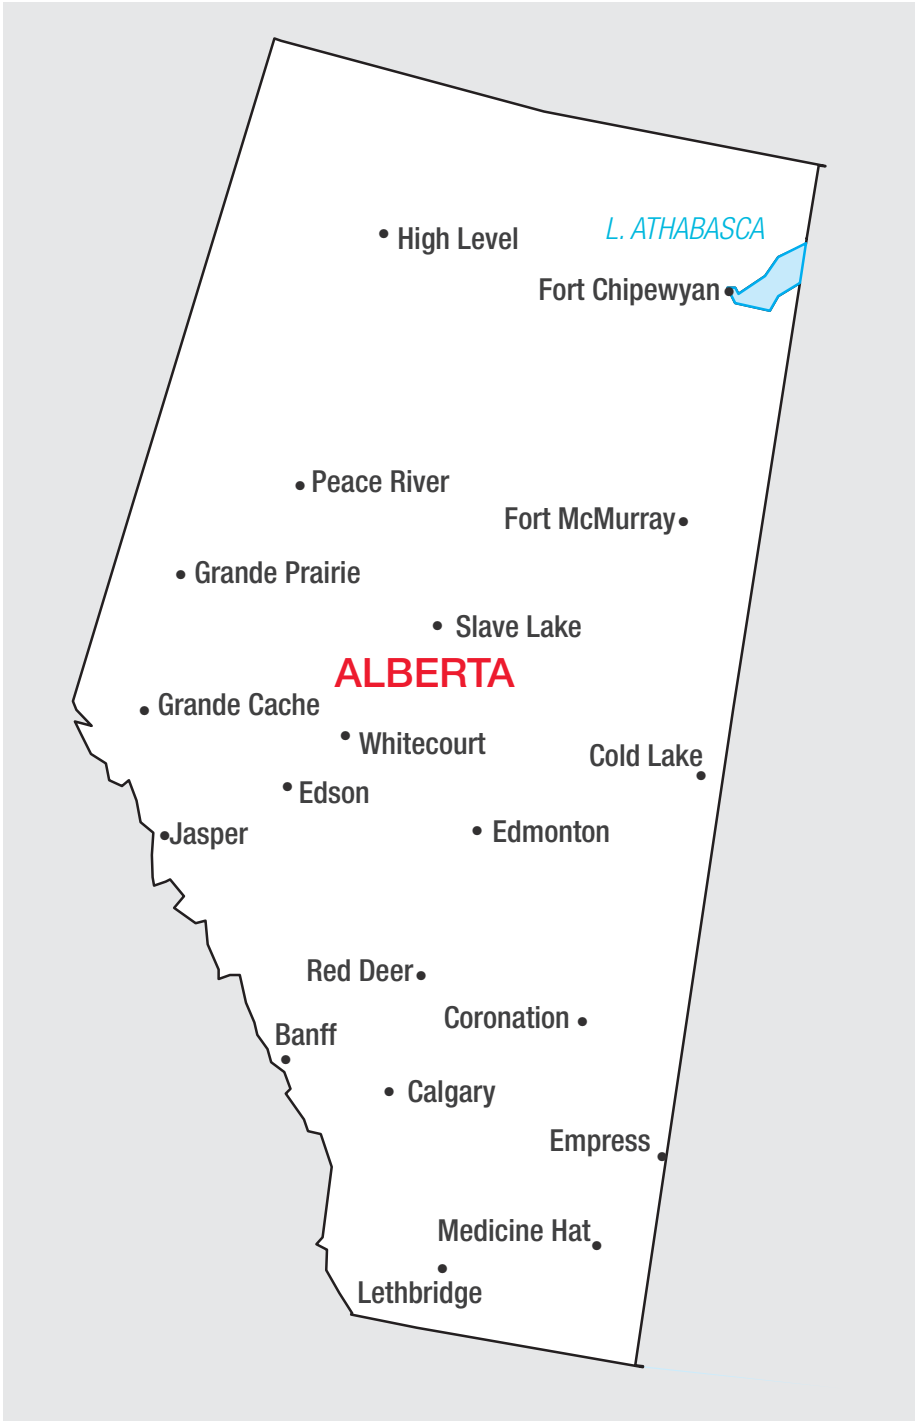 L. ATHABASCA
High Level
Fort Chipewyan
Peace River
Fort McMurray
Grande Prairie
Slave Lake
ALBERTA
Grande Cache
Whitecourt
Cold Lake
Edson
Jasper
Edmonton
Red Deer
Coronation
Banff
Calgary
Empress
Medicine Hat
Lethbridge